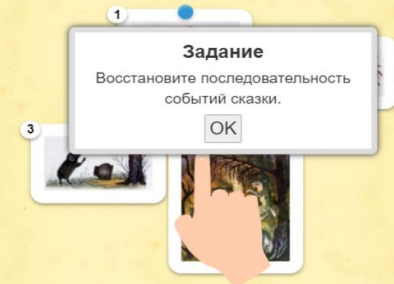 1
Задание
Восстановите последовательность
событий сказки.
OK
3